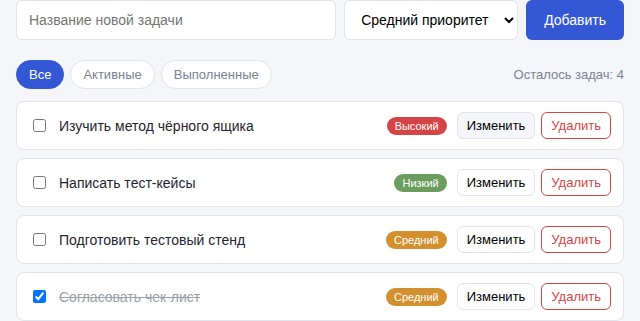 Название новой задачи
Средний приоритет
Добавить
Все
Активные
Выполненные
Осталось задач: 4
Изучить метод чёрного ящика
Высокий
Изменить
Удалить
Написать тест-кейсы
Низкий
Изменить
Удалить
Подготовить тестовый стенд
Средний
Изменить
Удалить
Согласовать чек-лист
Средний
Изменить
Удалить